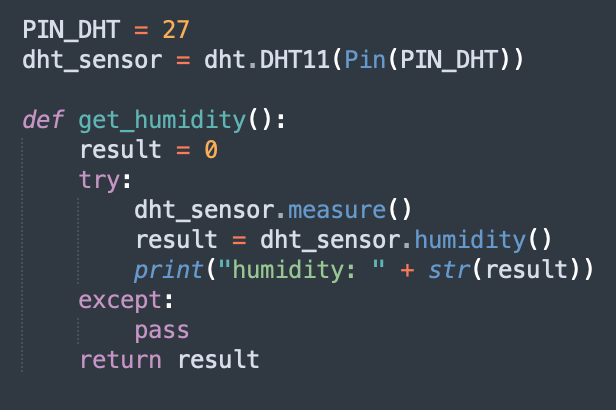 PIN_DHT = 27
dht_sensor = dht.DHT11(Pin(PIN_DHT))

def get_humidity():
    result = 0
    try:
        dht_sensor.measure()
        result = dht_sensor.humidity()
        print("humidity: " + str(result))
    except:
        pass
    return result